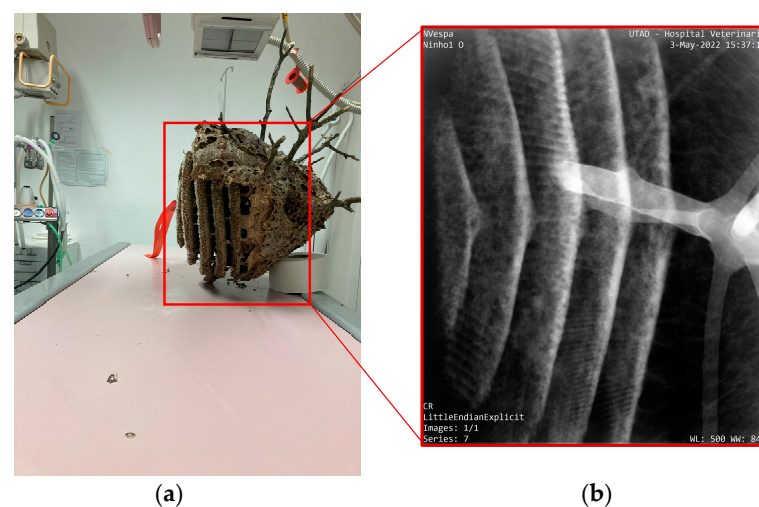 NVespa
Ninho1 O
UTAD - Hospital Veterinari
3-May-2022 15:37:1
CR
LittleEndianExplicit
Images: 1/1
Series: 7
WL: 500 WW: 84
(a)
(b)